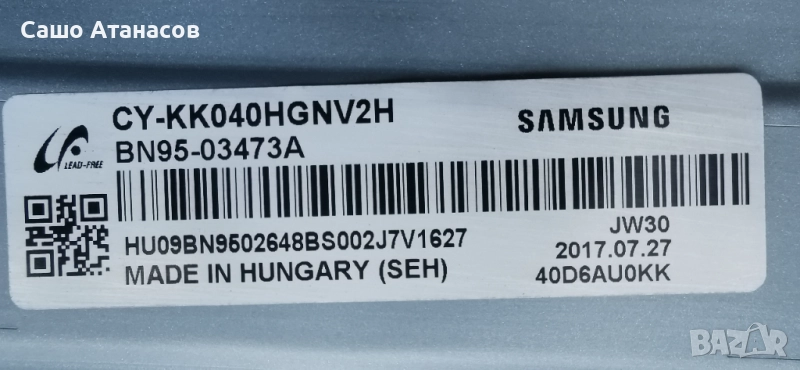 Сашо Атанасов
CY-KK040HGNV2H
SAMSUNG
BN95-03473A
LEAD-FREE
HU09BN9502648BS002J7V1627
JW30
2017.07.27
MADE IN HUNGARY (SEH)
40D6AU0KK
BAZAR